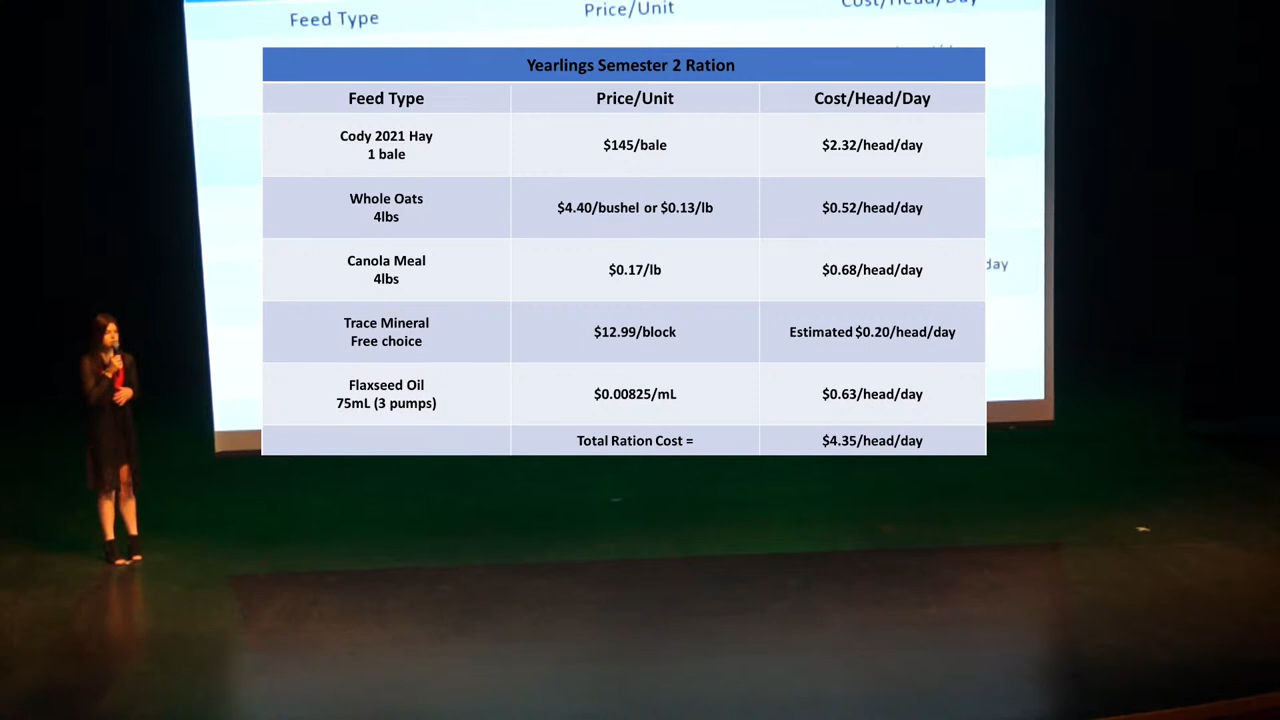 Feed Type
Price/Unit
Cost/Head/Day
Yearlings Semester 2 Ration
Feed Type Price/Unit Cost/Head/Day
Cody 2021 Hay
1 bale
$145/bale
$2.32/head/day
Whole Oats
4lbs
$4.40/bushel or $0.13/lb
$0.52/head/day
Canola Meal
4lbs
$0.17/lb
$0.68/head/day
day
Trace Mineral
Free choice
$12.99/block
Estimated $0.20/head/day
Flaxseed Oil
75mL (3 pumps)
$0.00825/mL
$0.63/head/day
Total Ration Cost = $4.35/head/day